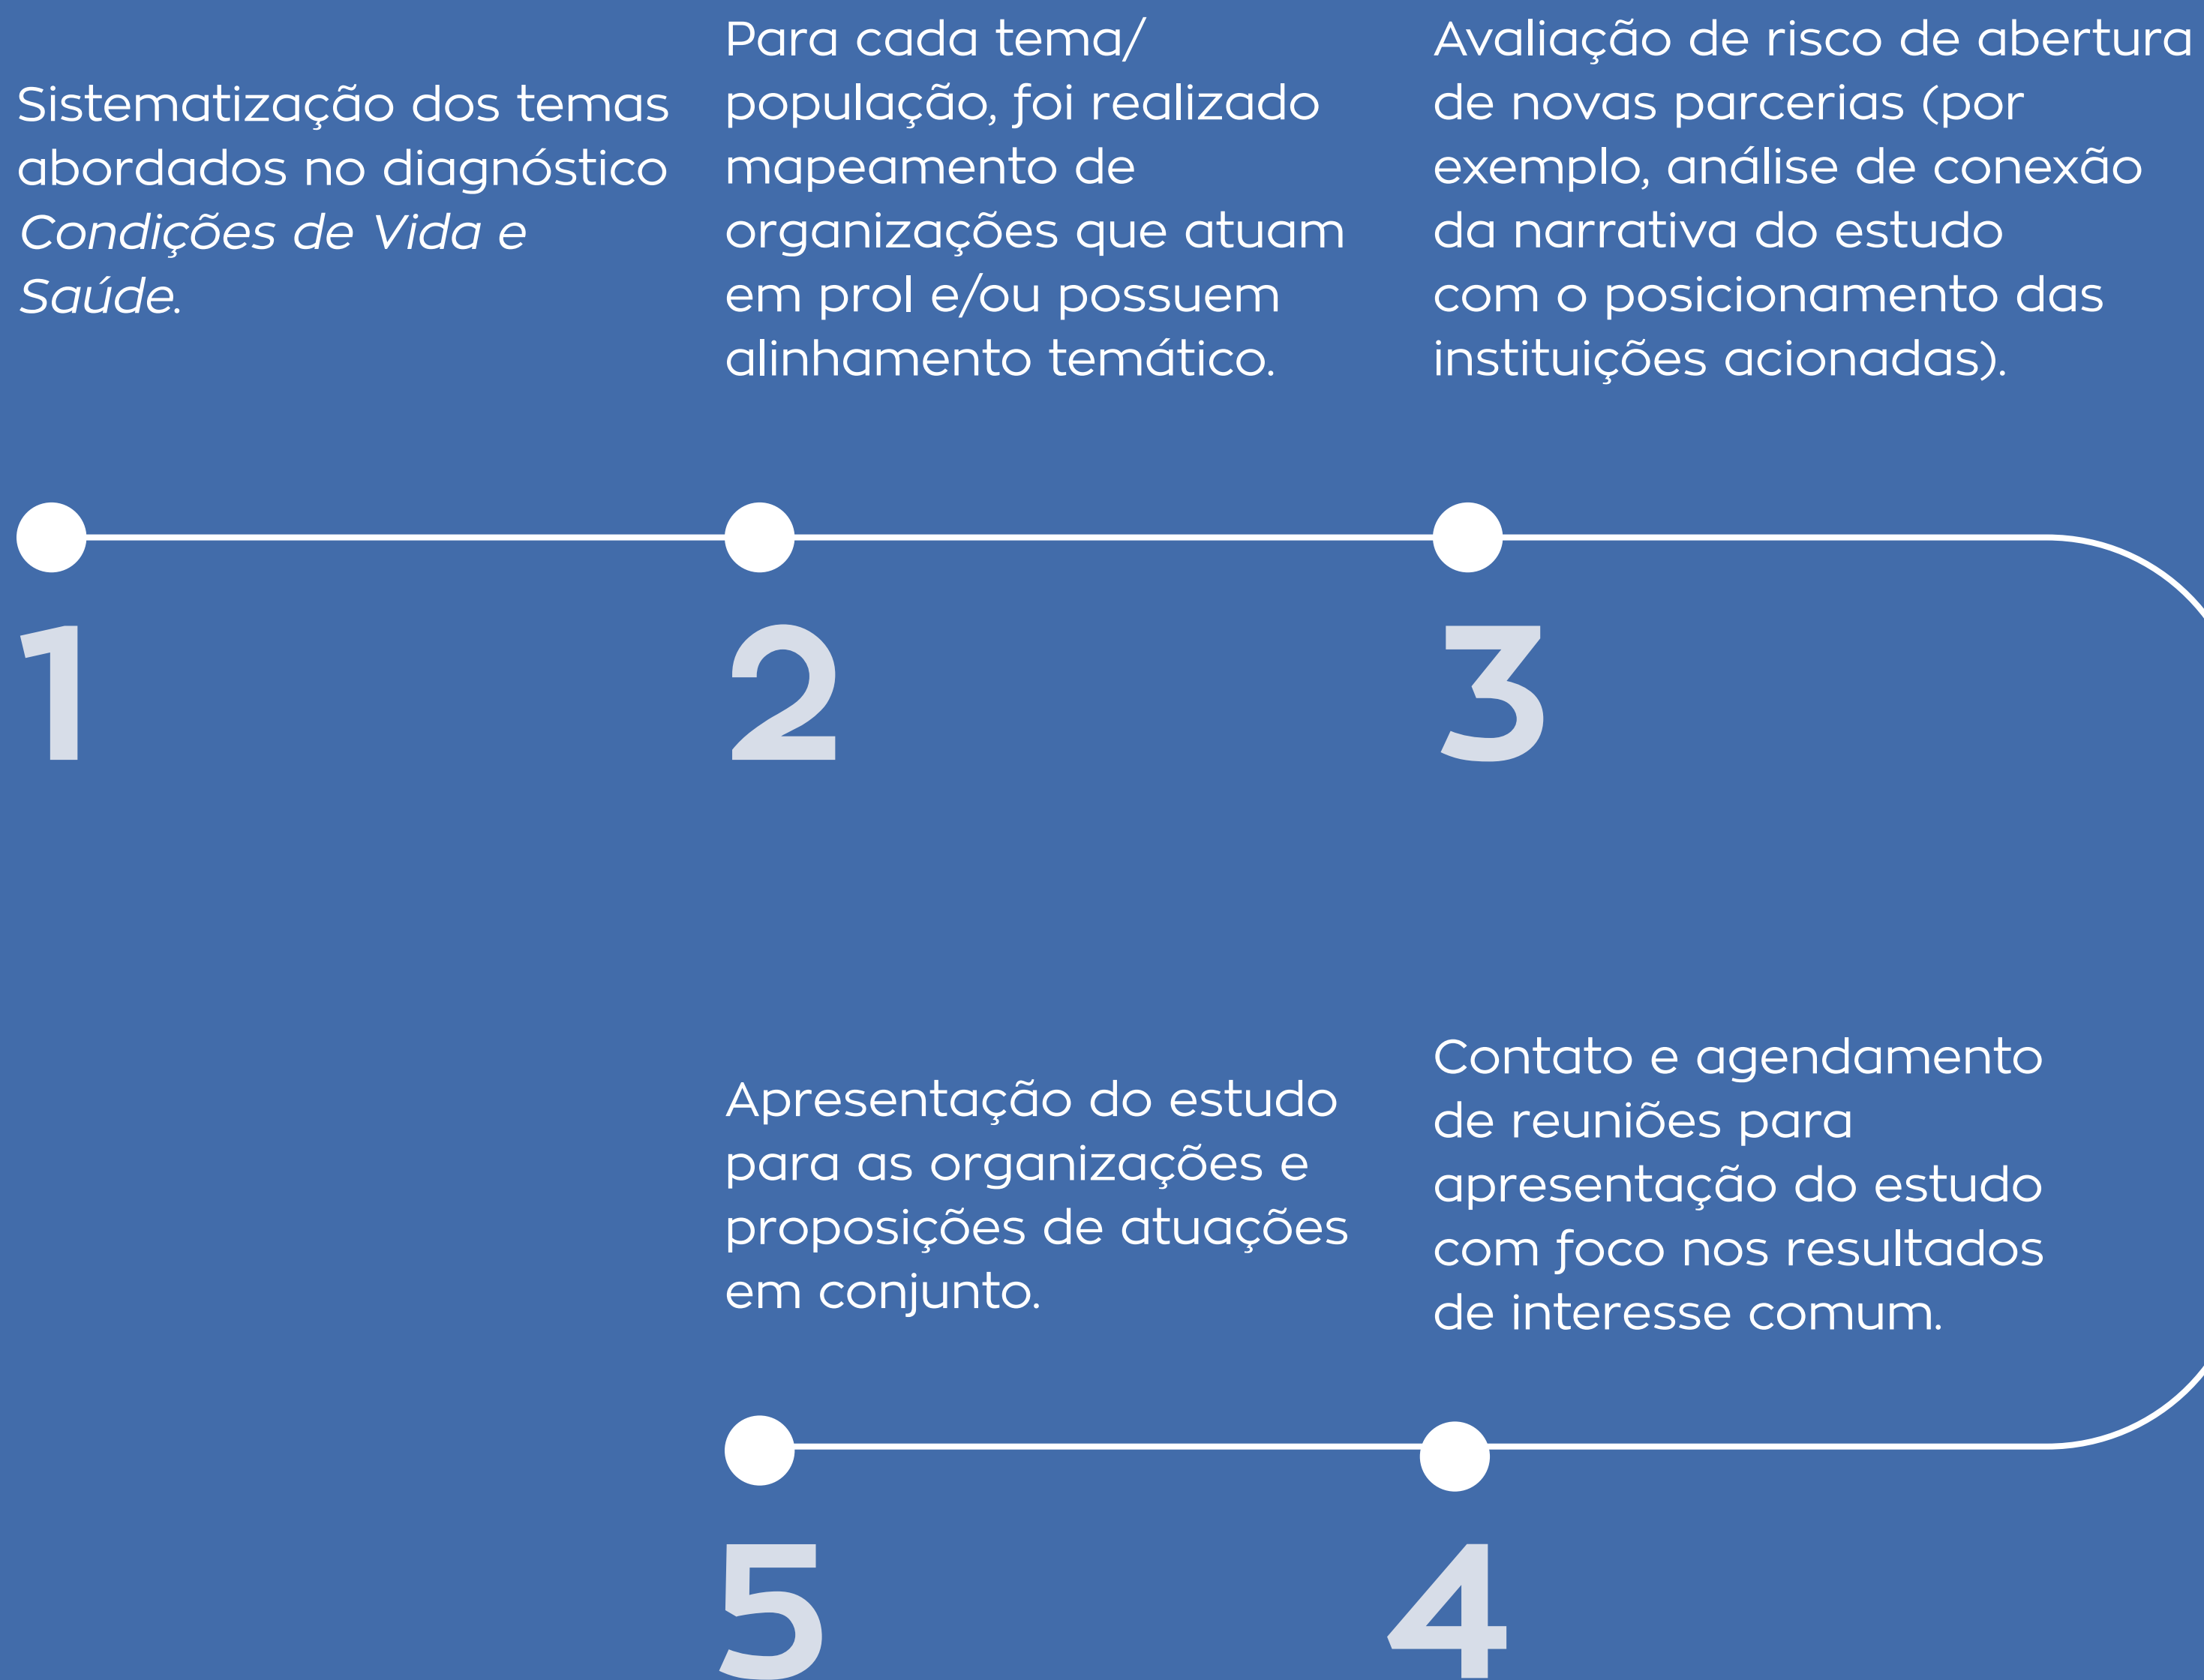 Sistematização dos temas
abordados no diagnóstico
Condições de Vida e
Saúde.
1
Para cada tema/
população, foi realizado
mapeamento de
organizações que atuam
em prol e/ou possuem
alinhamento temático.
2
Avaliação de risco de abertura
de novas parcerias (por
exemplo, análise de conexão
da narrativa do estudo
com o posicionamento das
instituições acionadas).
3
Contato e agendamento
de reuniões para
apresentação do estudo
com foco nos resultados
de interesse comum.
4
Apresentação do estudo
para as organizações e
proposições de atuações
em conjunto.
5